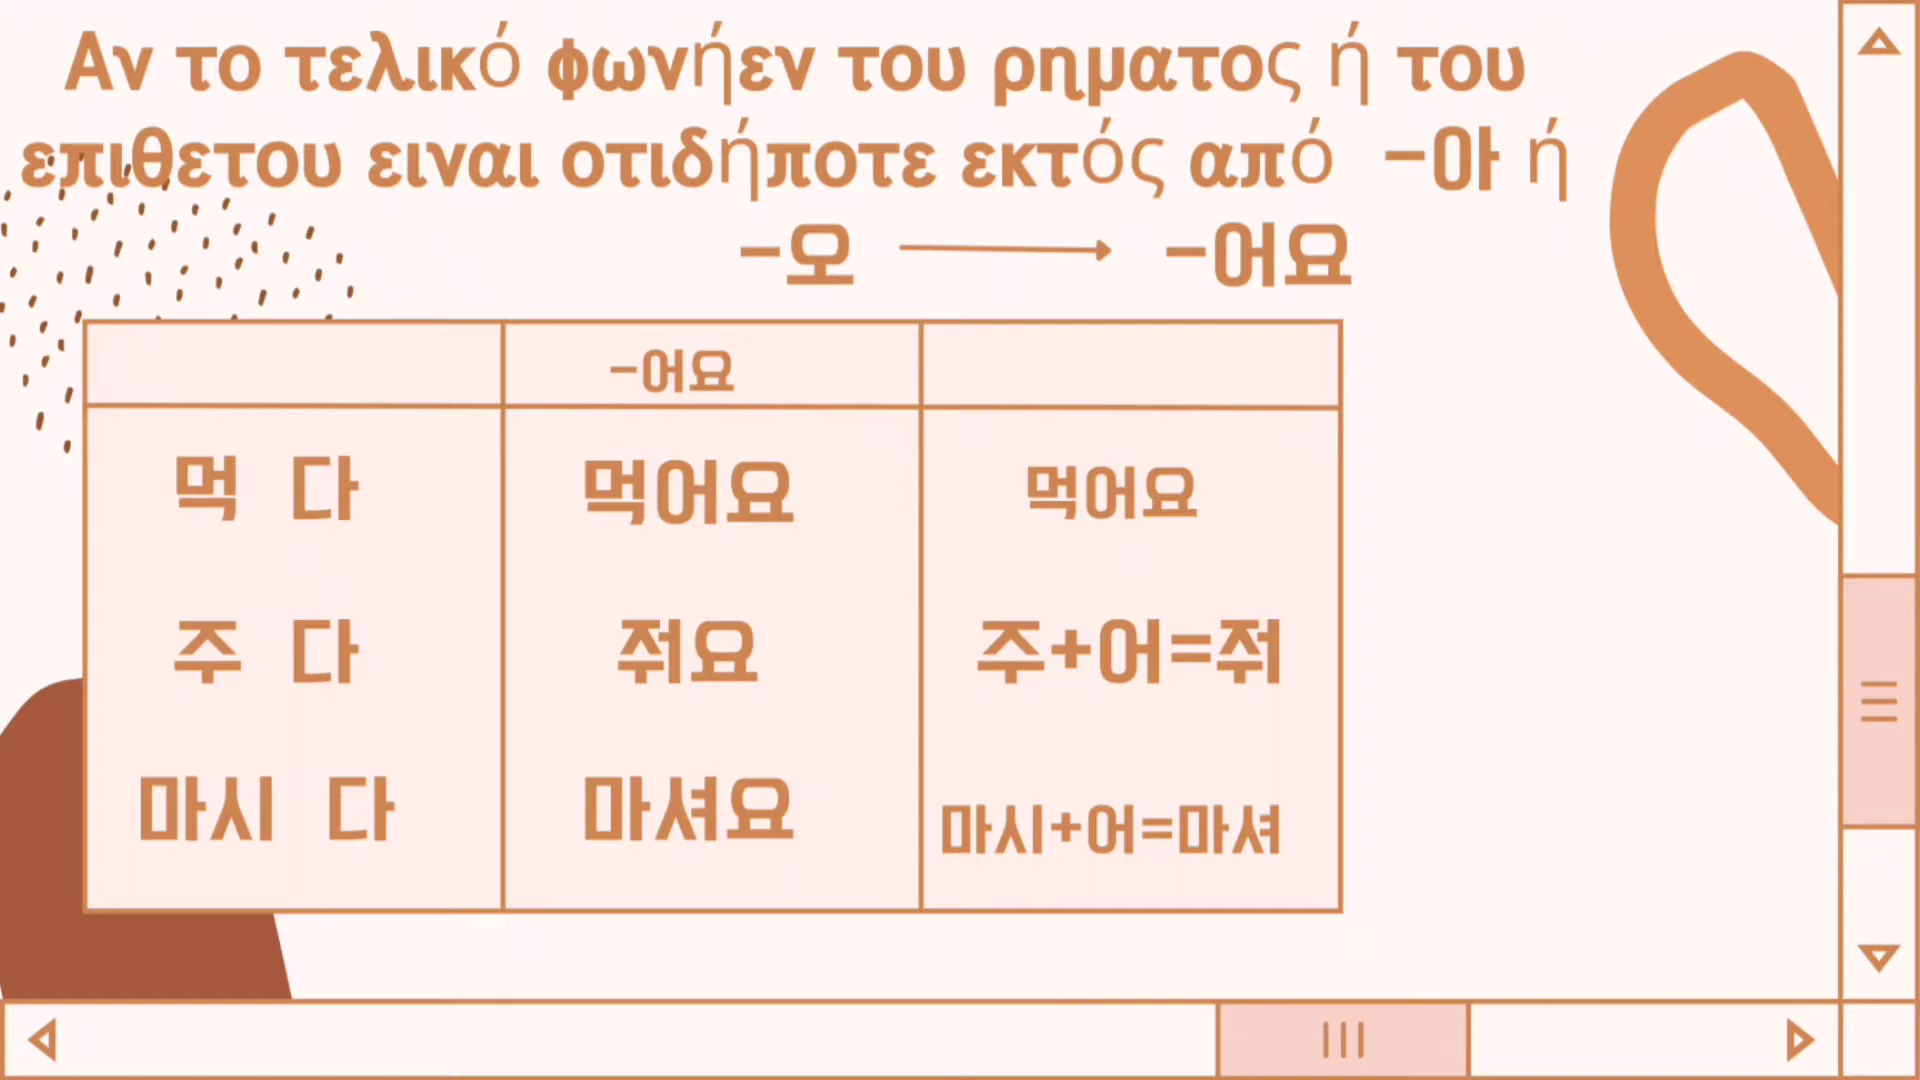 Αν το τελικό φωνήεν του ρηματος ή του
επιθετου ειναι οτιδήποτε εκτός από -아 ή
-오 → -어요
-어요
먹 다 먹어요 먹어요
주 다 줘요 주+어=줘
마시 다 마셔요 마시+어=마셔